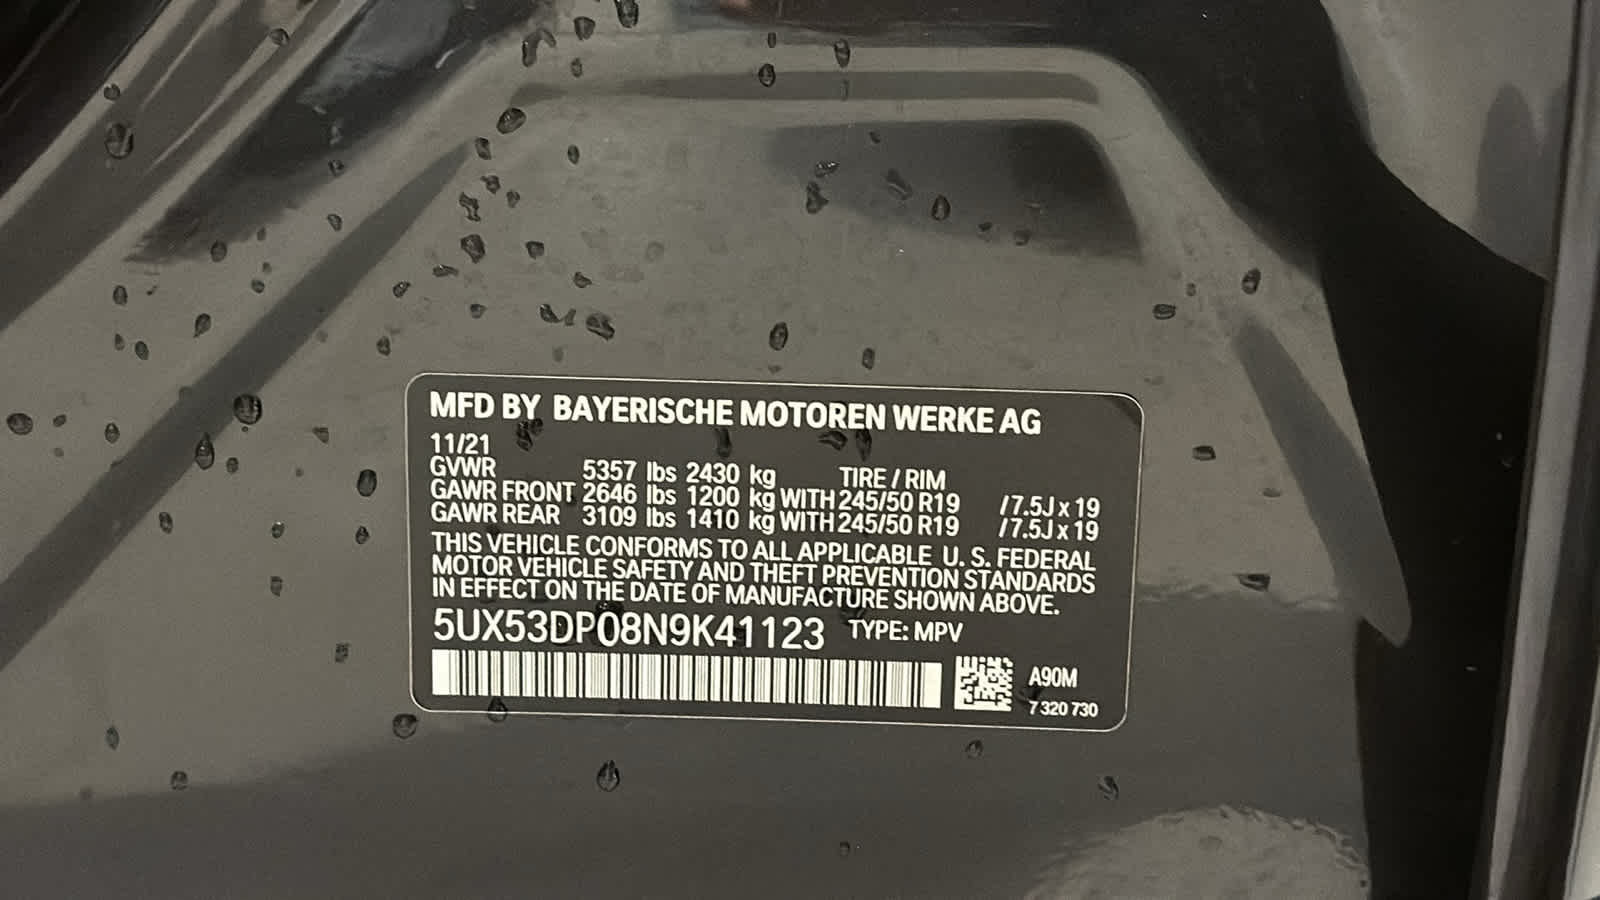 MFD BY BAYERISCHE MOTOREN WERKE AG
11/21
GVWR 5357 lbs 2430 kg TIRE / RIM
GAWR FRONT 2646 lbs 1200 kg WITH 245/50 R19 /7.5J x 19
GAWR REAR 3109 lbs 1410 kg WITH 245/50 R19 /7.5J x 19
THIS VEHICLE CONFORMS TO ALL APPLICABLE U. S. FEDERAL
MOTOR VEHICLE SAFETY AND THEFT PREVENTION STANDARDS
IN EFFECT ON THE DATE OF MANUFACTURE SHOWN ABOVE.
5UX53DP08N9K41123 TYPE: MPV
A90M
7 320 730